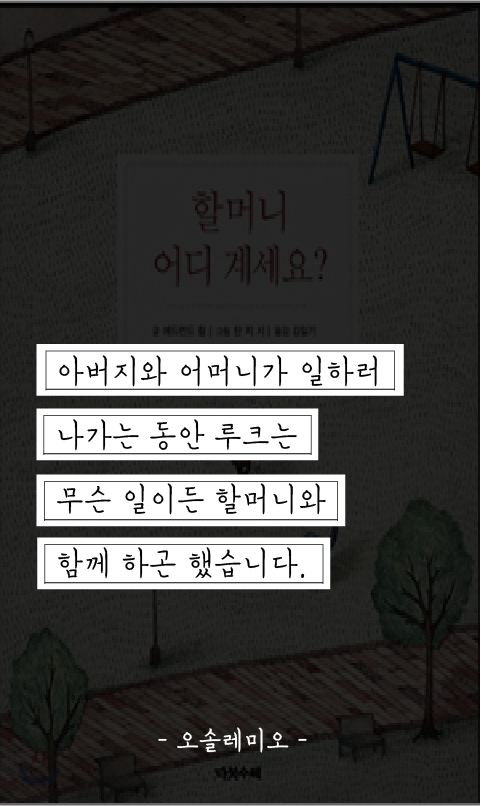 할머니
어디 계세요?
아버지와 어머니가 일하러
나가는 동안 루크는
무슨 일이든 할머니와
함께 하곤 했습니다.
- 오솔레미오 -